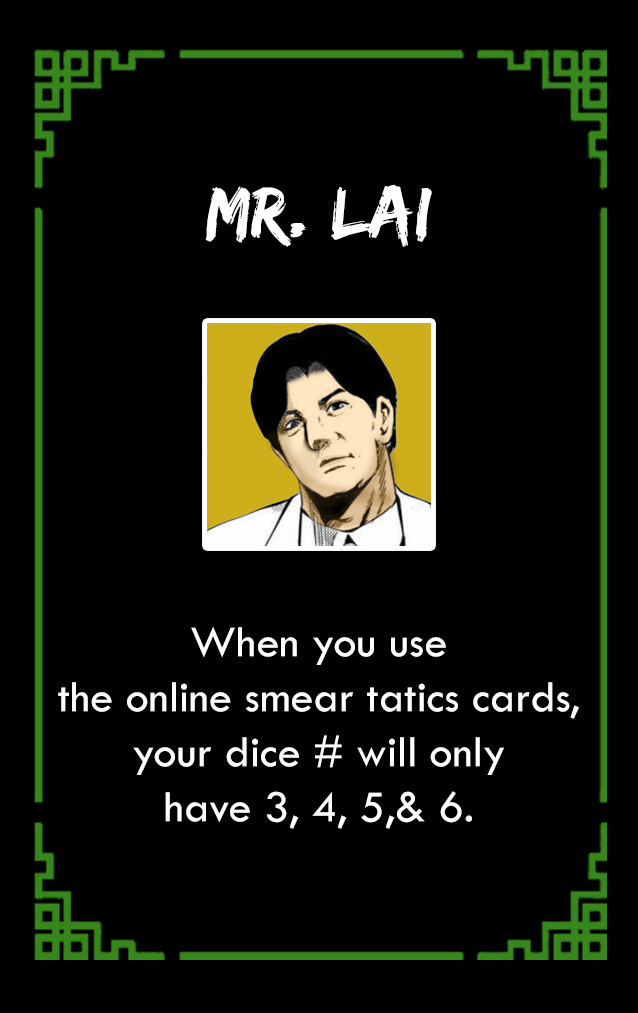 MR. LAI
When you use
the online smear tatics cards,
your dice # will only
have 3, 4, 5,& 6.